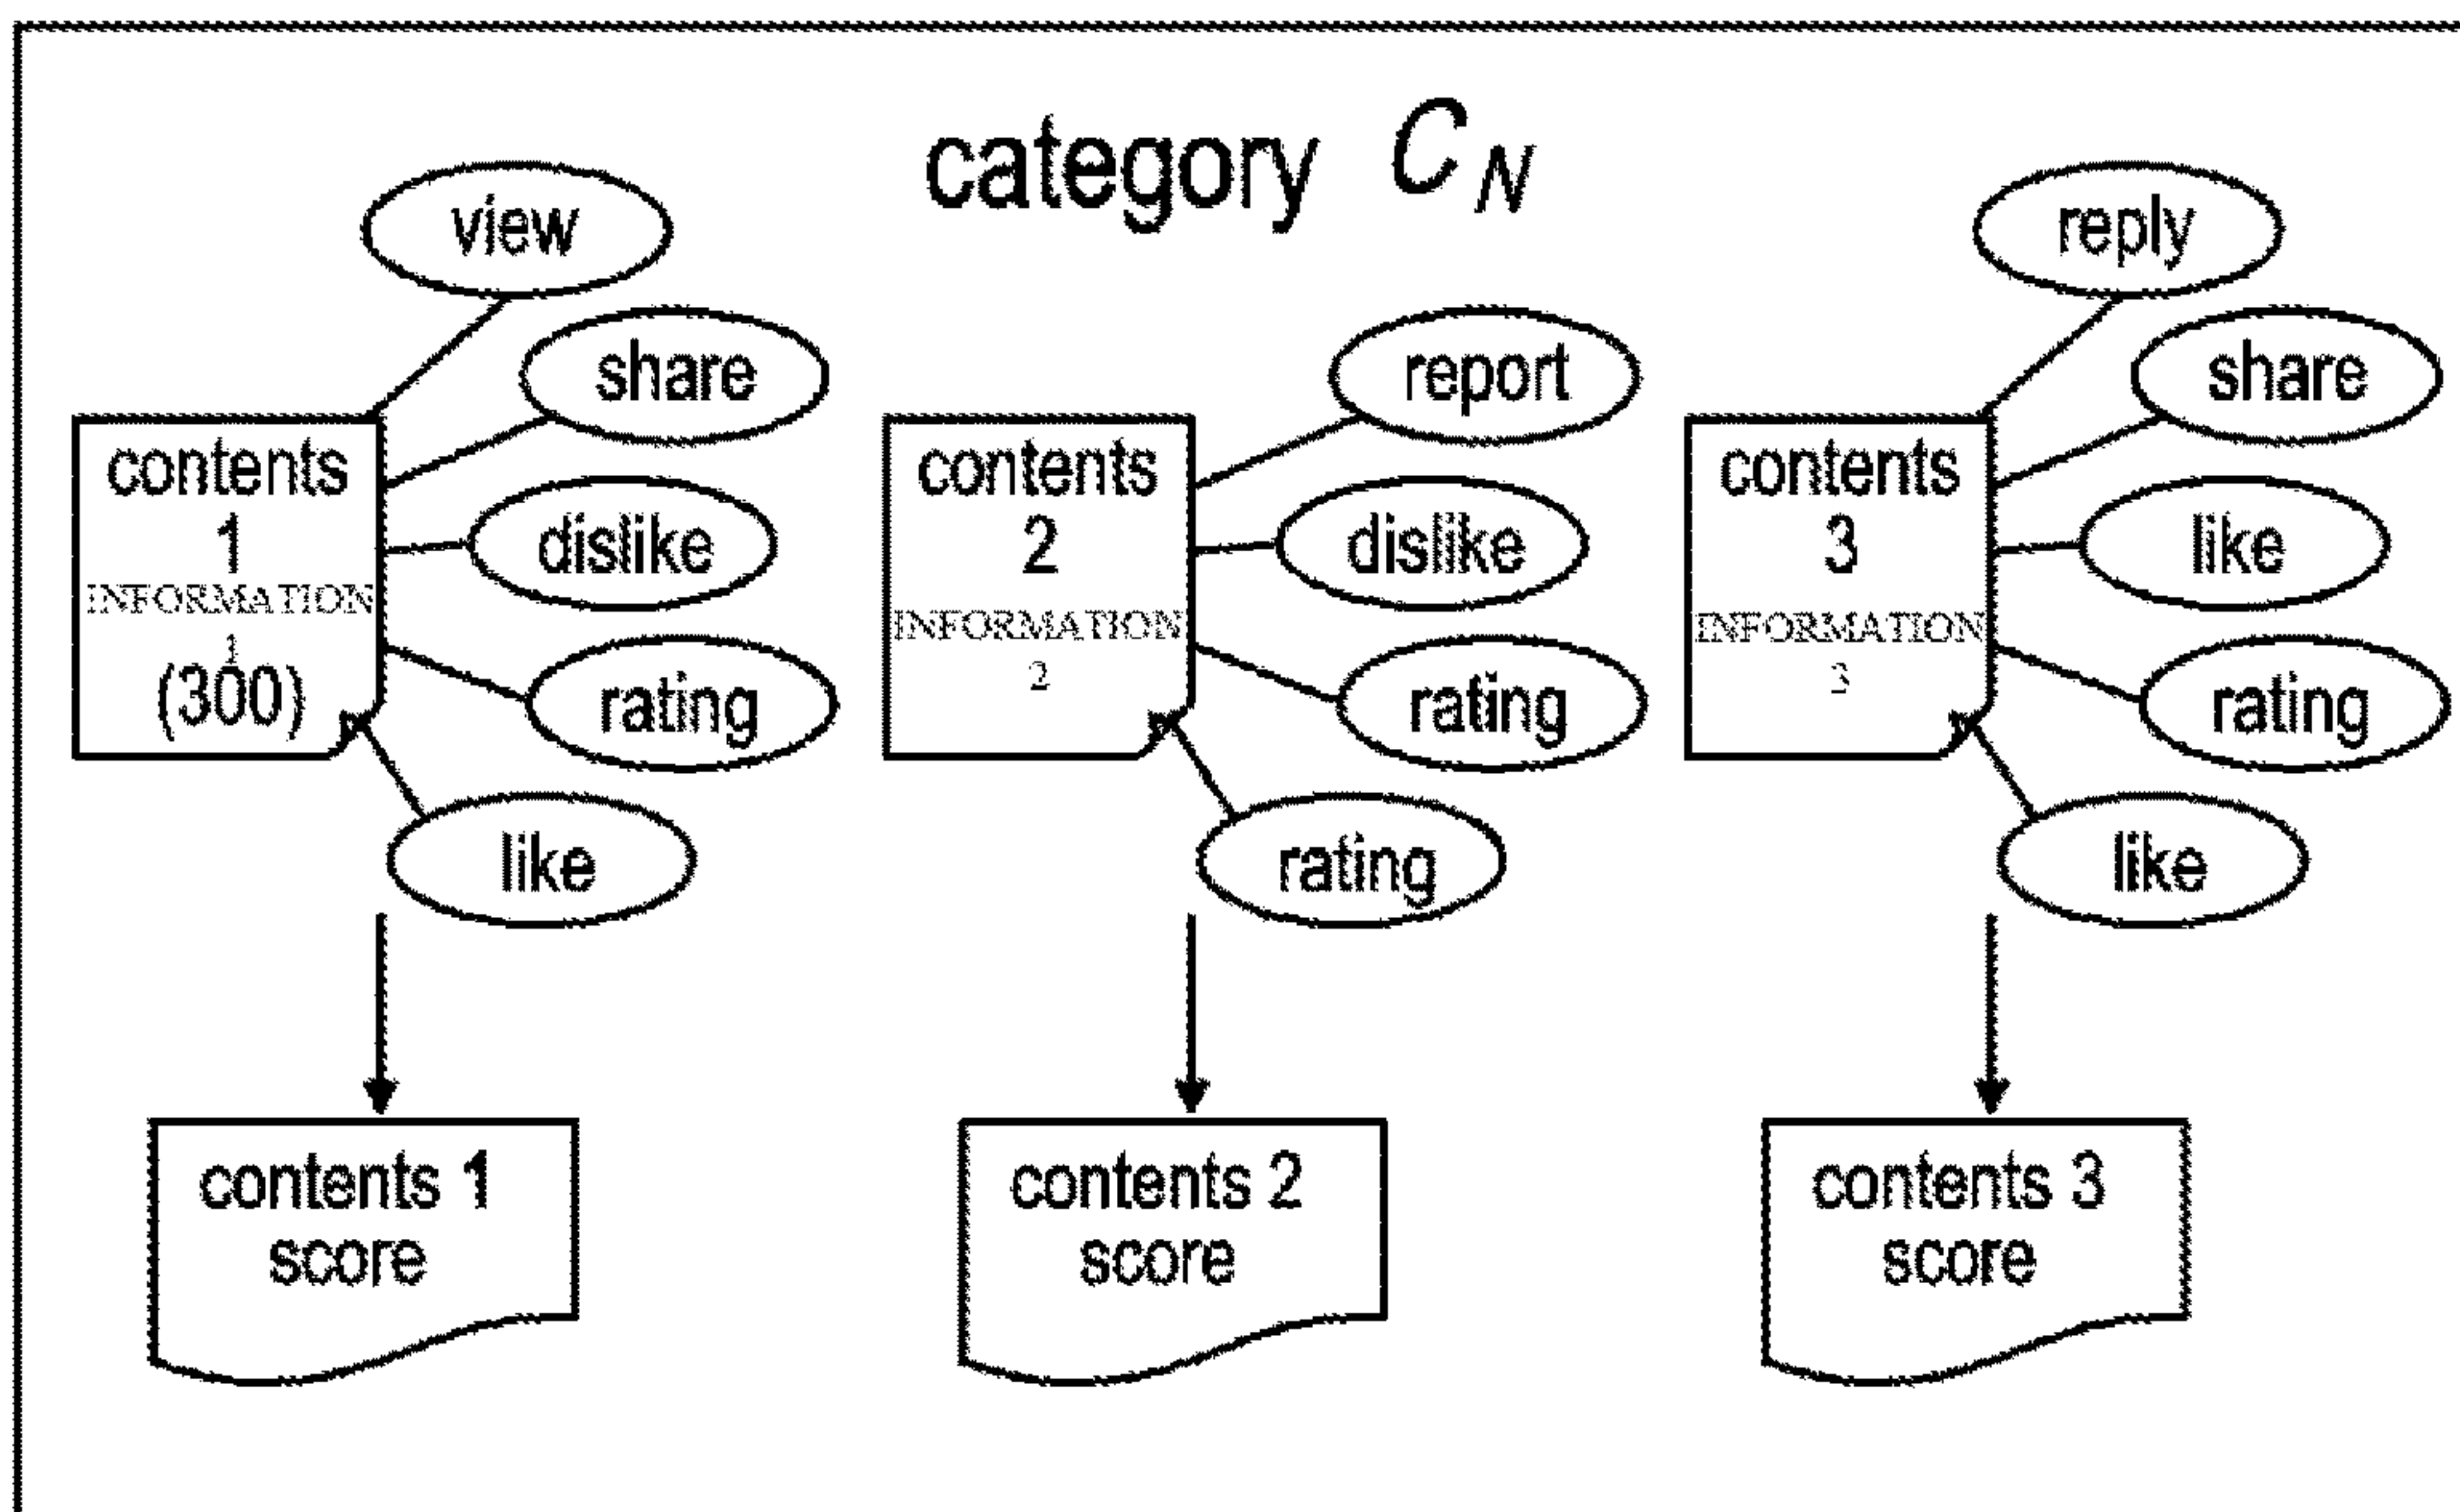 category C_N
view
share
contents
1
INFORMATION
1
(300)
dislike
rating
like
contents 1
score
report
contents
2
INFORMATION
2
dislike
rating
rating
contents 2
score
reply
share
contents
3
INFORMATION
3
like
rating
like
contents 3
score